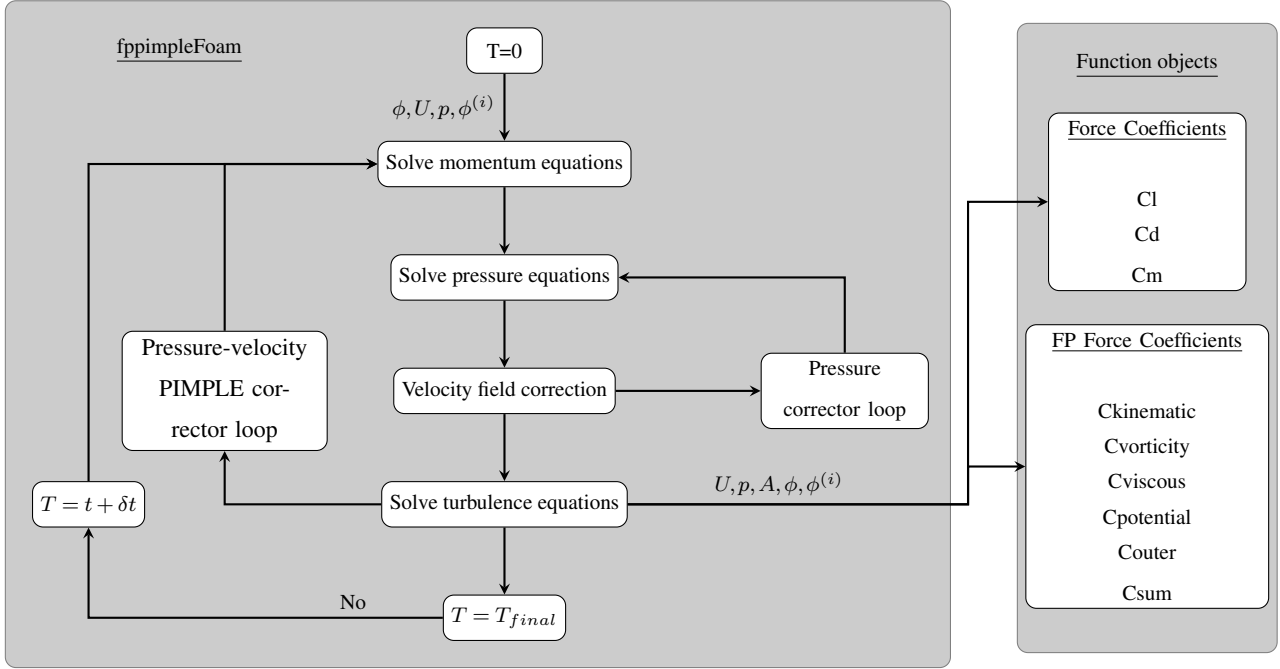 fppimpleFoam
T=0
ϕ, U, p, ϕ^(i)
Solve momentum equations
Solve pressure equations
Pressure-velocity
PIMPLE cor-
rector loop
Velocity field correction
Pressure
corrector loop
T = t + δt
Solve turbulence equations
U, p, A, ϕ, ϕ^(i)
No
T = T_final
Function objects
Force Coefficients
Cl
Cd
Cm
FP Force Coefficients
Ckinematic
Cvorticity
Cviscous
Cpotential
Couter
Csum